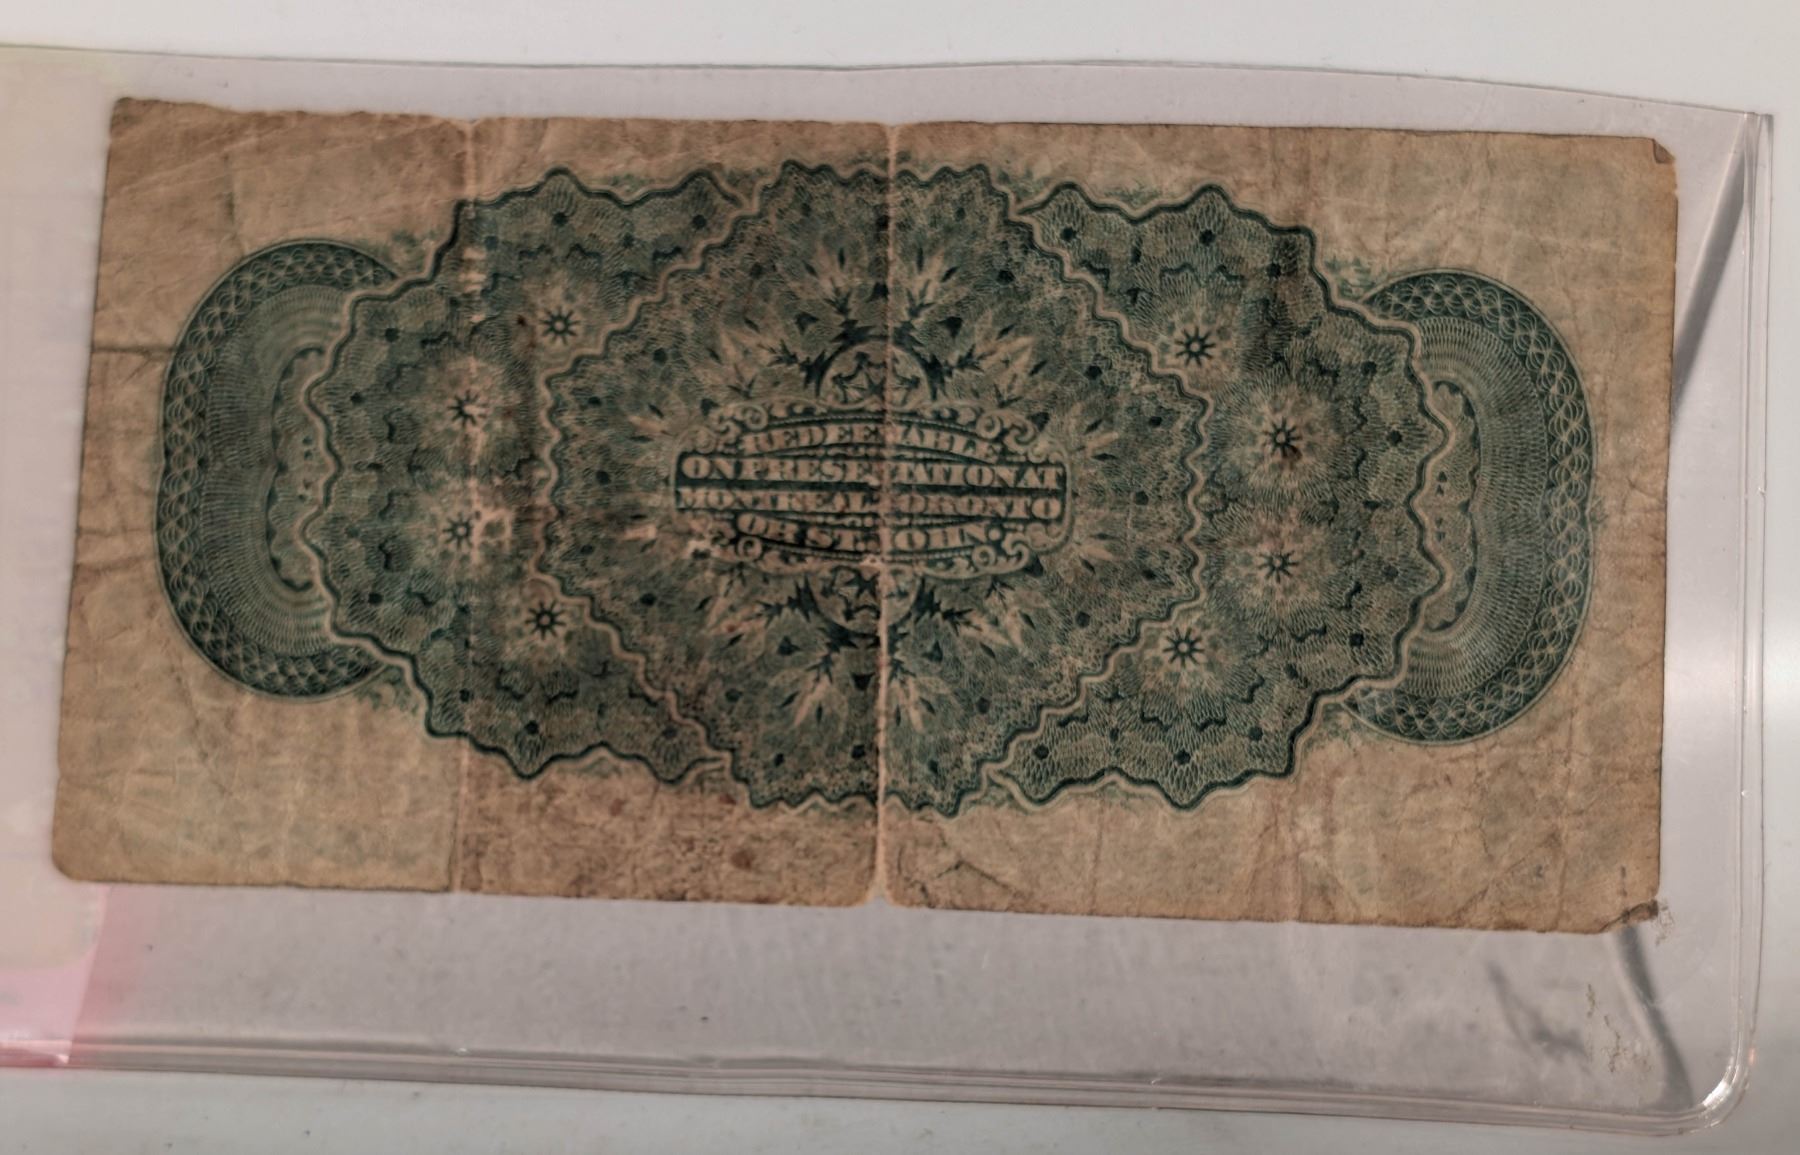 REDEEMABLE
ON PRESENTATION AT
MONTREAL TORONTO
OR ST. JOHN.